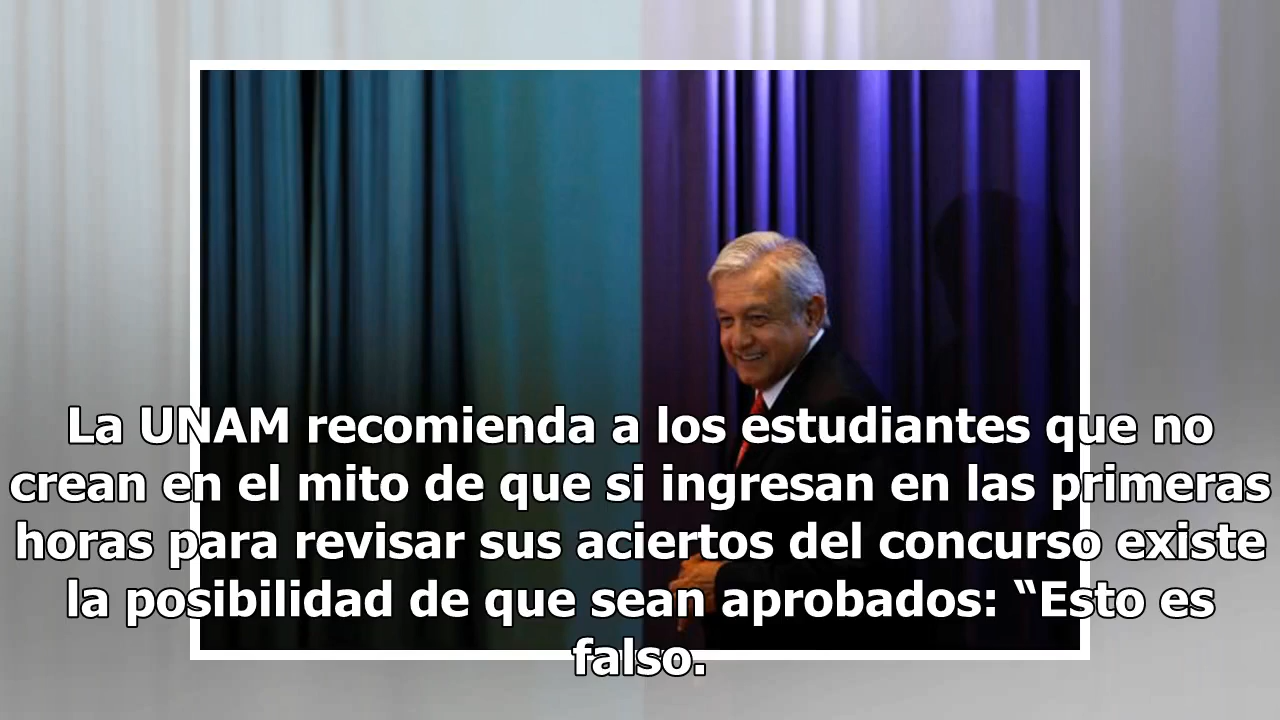 La UNAM recomienda a los estudiantes que no
crean en el mito de que si ingresan en las primeras
horas para revisar sus aciertos del concurso existe
la posibilidad de que sean aprobados: “Esto es
falso.